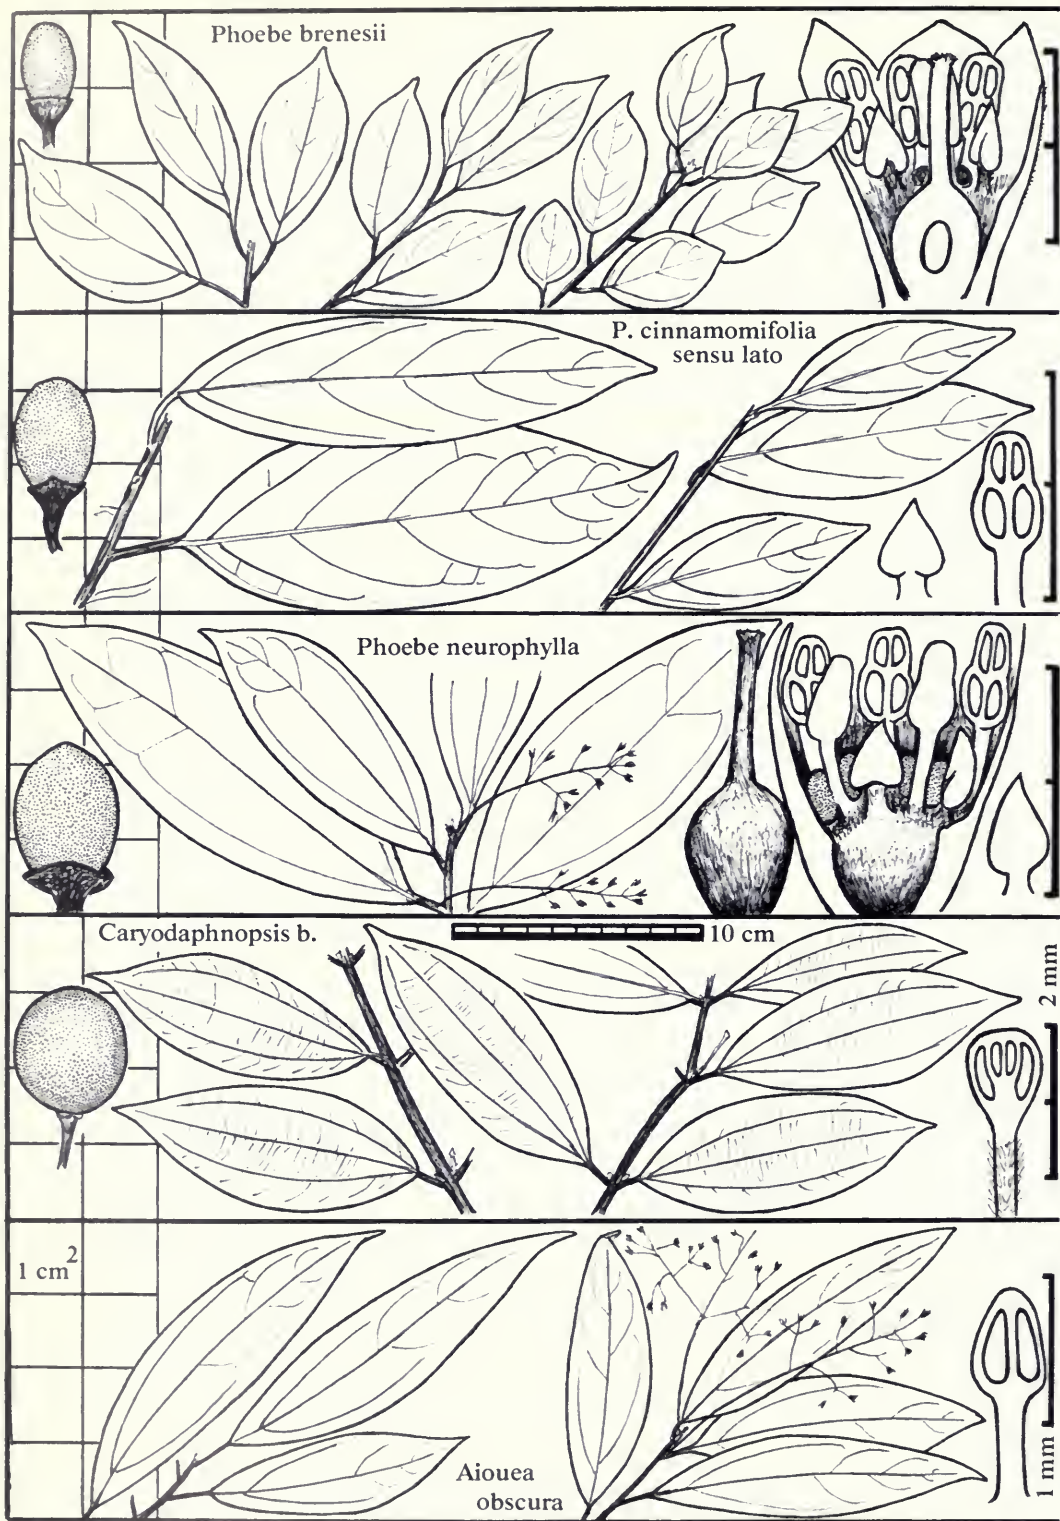 Phoebe brenesii
P. cinnamomifolia
sensu lato
Phoebe neurophylla
Caryodaphnopsis b.
10 cm
2 mm
1 cm2
Aiouea
obscura
1 mm